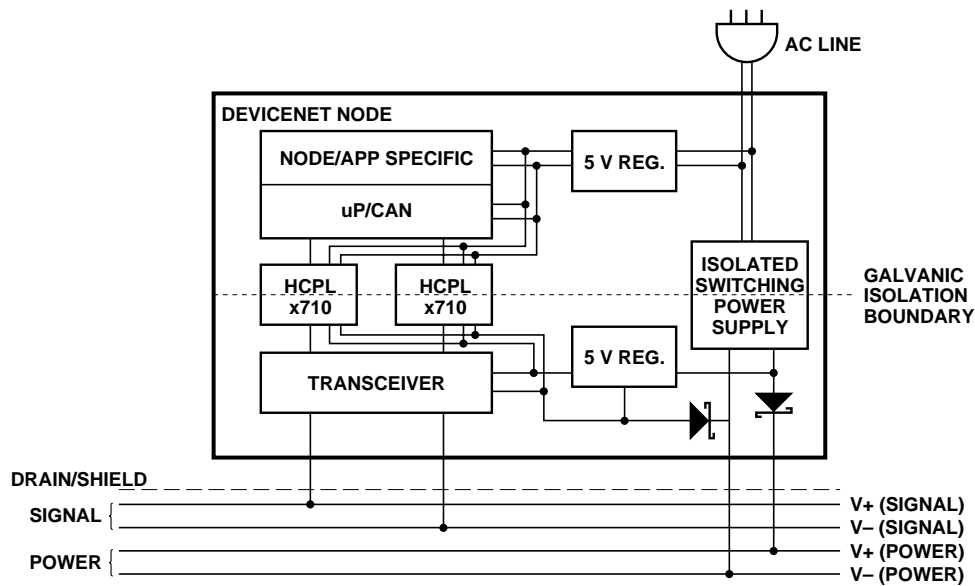 AC LINE
DEVICENET NODE
NODE/APP SPECIFIC
5 V REG.
uP/CAN
HCPL
x710
HCPL
x710
ISOLATED
SWITCHING
POWER
SUPPLY
GALVANIC
ISOLATION
BOUNDARY
5 V REG.
TRANSCEIVER
DRAIN/SHIELD
SIGNAL
V+ (SIGNAL)
V– (SIGNAL)
POWER
V+ (POWER)
V– (POWER)